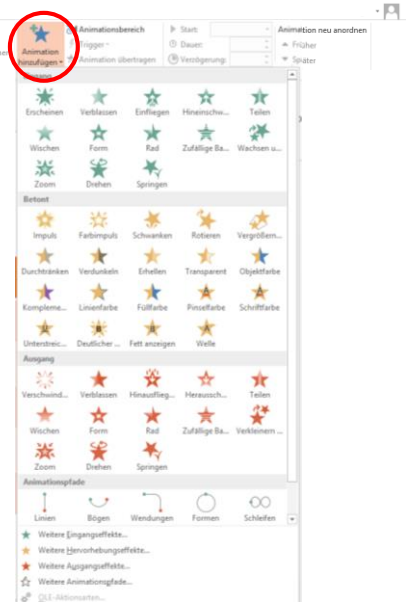 Animation
hinzufügen
Animationsbereich
Trigger
Animation übertragen
Start:
Dauer:
Verzögerung:
Animation neu anordnen
Früher
Später
Eingang
Erscheinen Verblassen Einfliegen Hineinschw... Teilen
Wischen Form Rad Zufällige Ba... Wachsen u...
Zoom Drehen Springen
Betont
Impuls Farbimpuls Schwanken Rotieren Vergrößern...
Durchtränken Verdunkeln Erhellen Transparent Objektfarbe
Kompleme... Linienfarbe Füllfarbe Pinselfarbe Schriftfarbe
Unterstreic... Deutlicher ... Fett anzeigen Welle
Ausgang
Verschwind... Verblassen Hinausflieg... Heraussch... Teilen
Wischen Form Rad Zufällige Ba... Verkleinern ...
Zoom Drehen Springen
Animationspfade
Linien Bögen Wendungen Formen Schleifen
Weitere Eingangseffekte...
Weitere Hervorhebungseffekte...
Weitere Ausgangseffekte...
Weitere Animationspfade...
OLE-Aktionsarten...